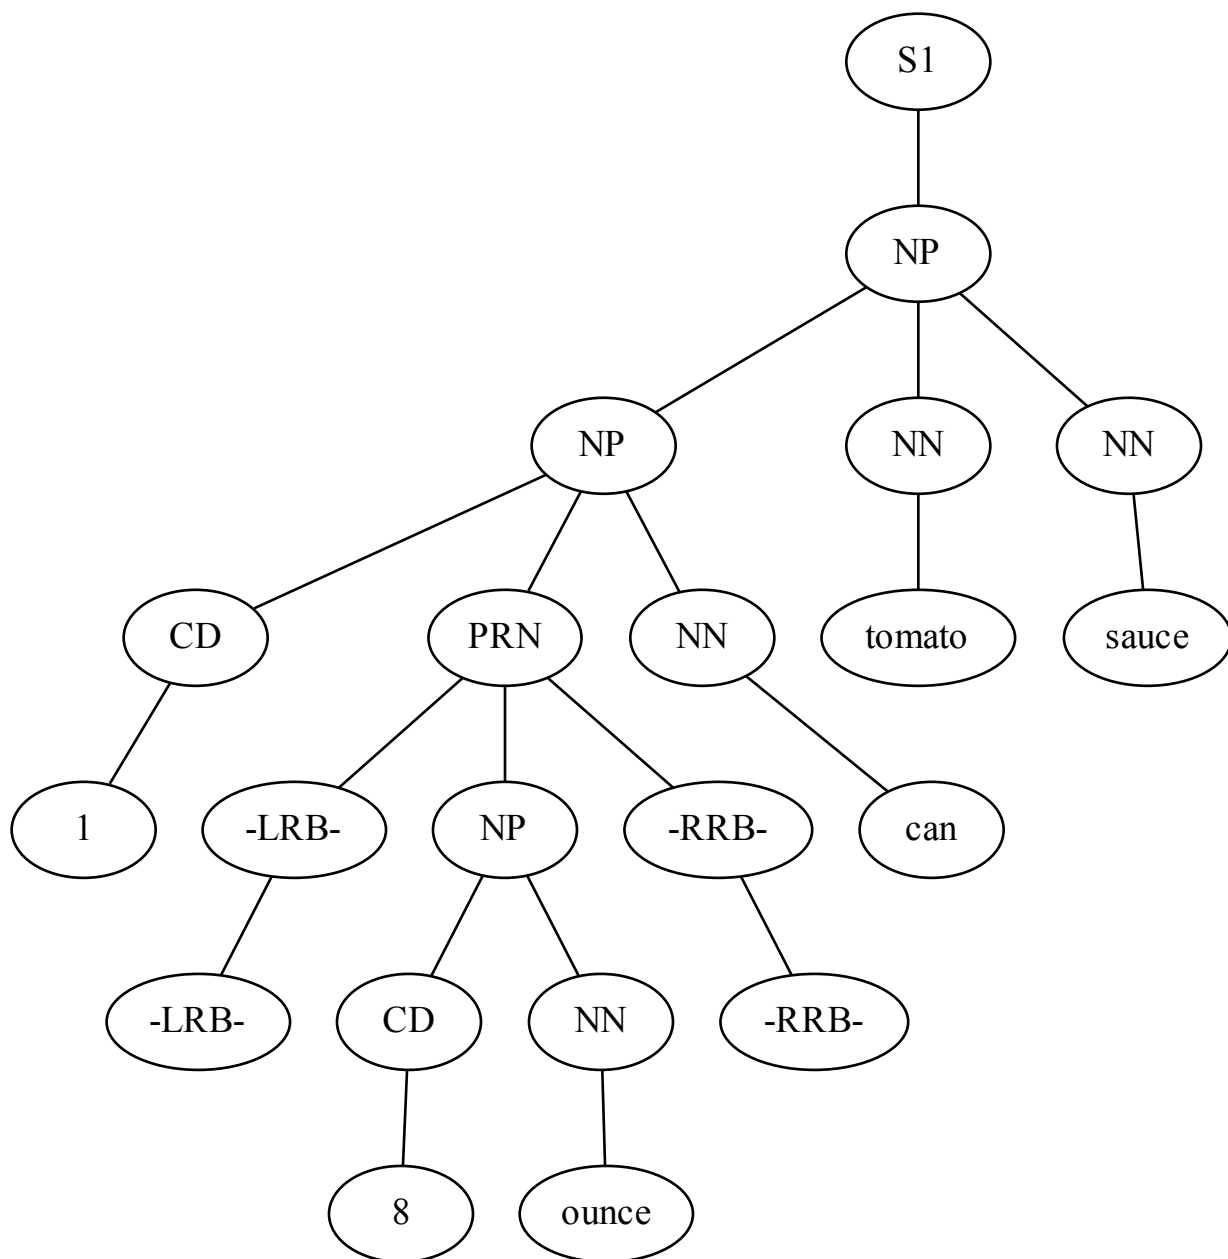 S1
NP
NP NN NN
CD PRN NN tomato sauce
1 -LRB- NP -RRB- can
-LRB- CD NN -RRB-
8 ounce